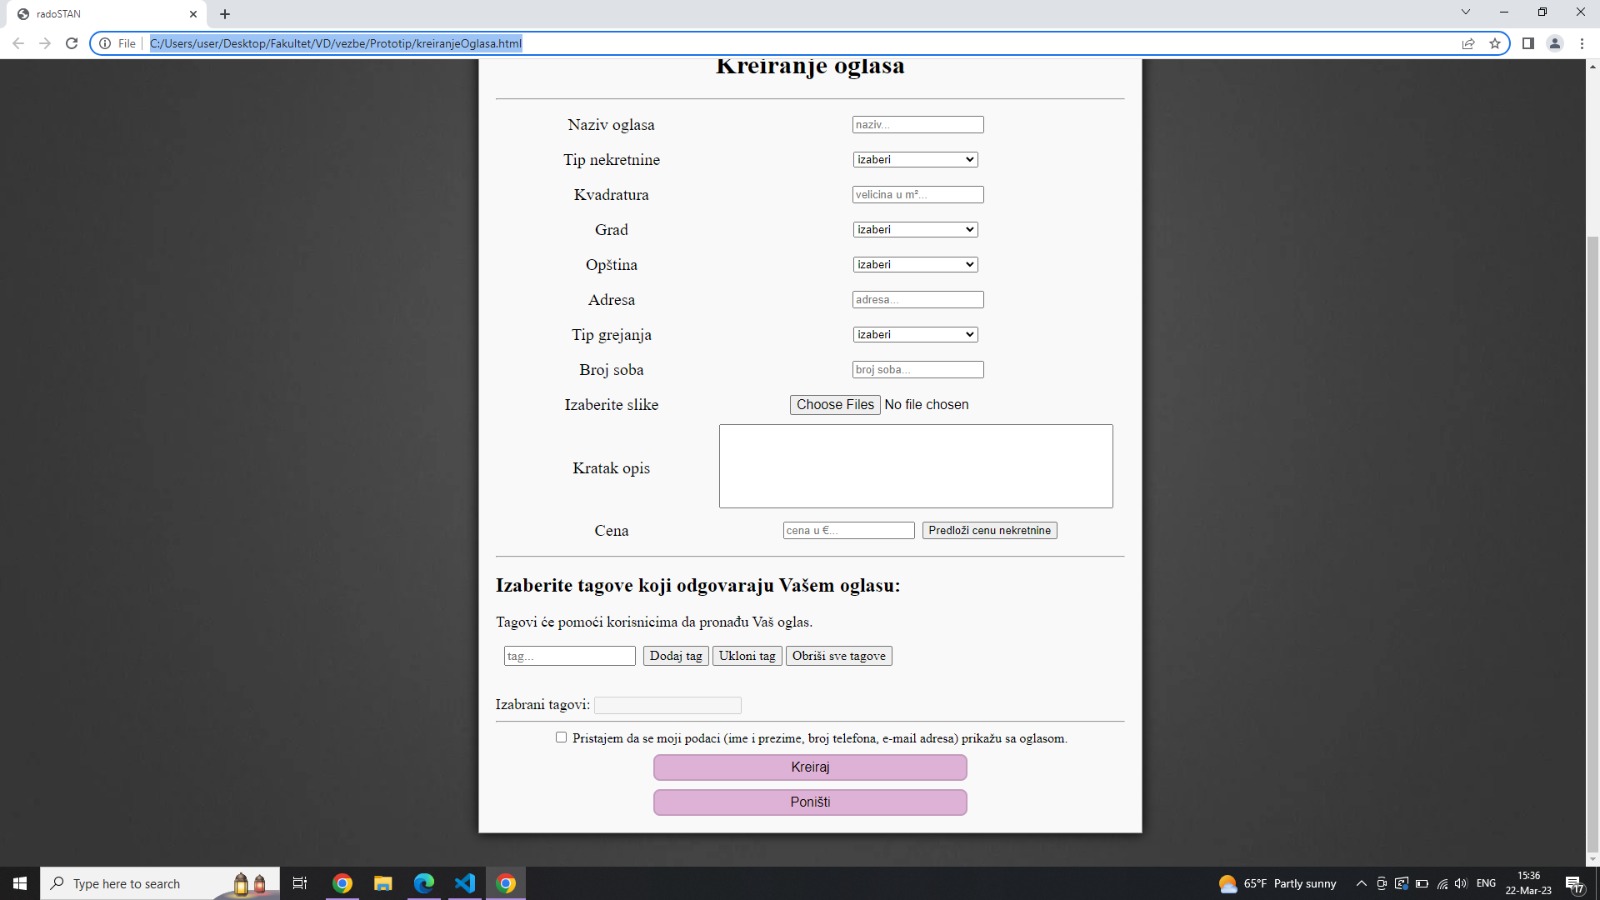 radoSTAN
File
C:/Users/user/Desktop/Fakultet/VD/vezbe/Prototip/kreiranjeOglasa.html
Kreiranje oglasa
Naziv oglasa naziv...
Tip nekretnine izaberi
Kvadratura velicina u m²...
Grad izaberi
Opština izaberi
Adresa adresa...
Tip grejanja izaberi
Broj soba broj soba...
Izaberite slike Choose Files No file chosen
Kratak opis
Cena cena u €... Predloži cenu nekretnine
Izaberite tagove koji odgovaraju Vašem oglasu:
Tagovi će pomoći korisnicima da pronađu Vaš oglas.
tag... Dodaj tag Ukloni tag Obriši sve tagove
Izabrani tagovi:
Pristajem da se moji podaci (ime i prezime, broj telefona, e-mail adresa) prikažu sa oglasom.
Kreiraj
Poništi
Type here to search
65°F Partly sunny
ENG
15:36
22-Mar-23
17